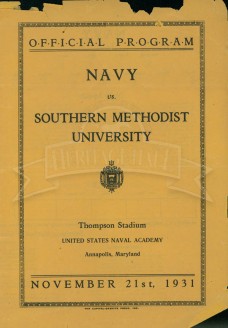 OFFICIAL PROGRAM
NAVY
vs.
SOUTHERN METHODIST
UNIVERSITY
Thompson Stadium
UNITED STATES NAVAL ACADEMY
Annapolis, Maryland
NOVEMBER 21st, 1931